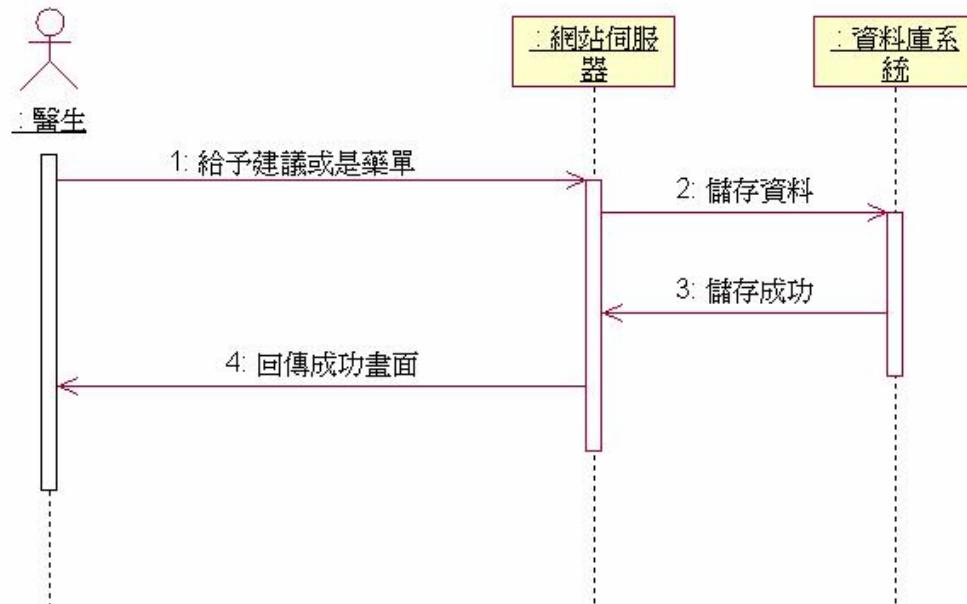 : 網站伺服
器
: 資料庫系
統
: 醫生
1: 給予建議或是藥單
2: 儲存資料
3: 儲存成功
4: 回傳成功畫面